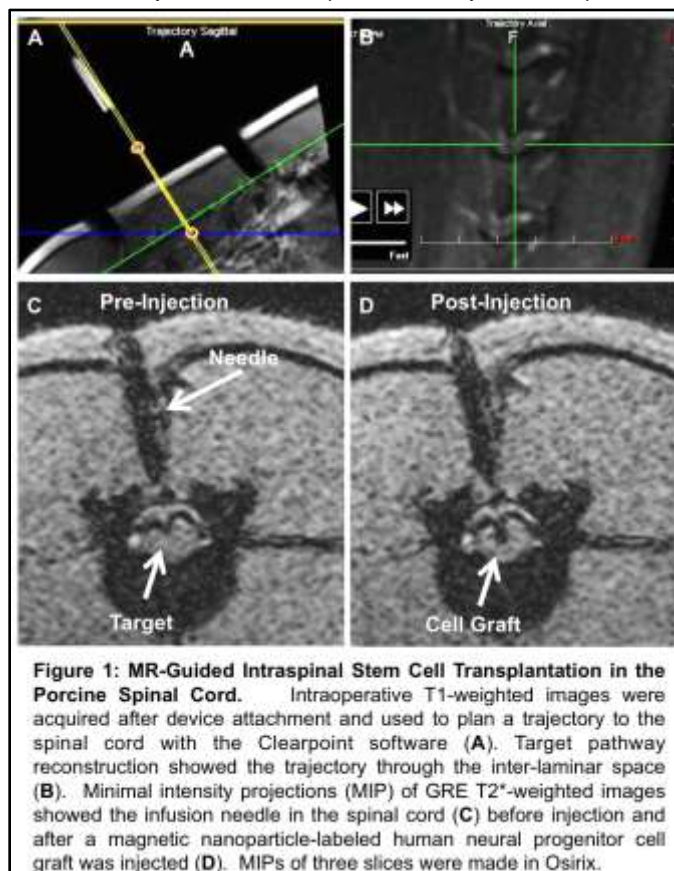 A
Trajectory Sagittal
A
B
Trajectory Axial
F
Fast
C
Pre-Injection
Needle
Target
D
Post-Injection
Cell Graft
Figure 1: MR-Guided Intraspinal Stem Cell Transplantation in the
Porcine Spinal Cord. Intraoperative T1-weighted images were
acquired after device attachment and used to plan a trajectory to the
spinal cord with the Clearpoint software (A). Target pathway
reconstruction showed the trajectory through the inter-laminar space
(B). Minimal intensity projections (MIP) of GRE T2*-weighted images
showed the infusion needle in the spinal cord (C) before injection and
after a magnetic nanoparticle-labeled human neural progenitor cell
graft was injected (D). MIPs of three slices were made in Osirix.